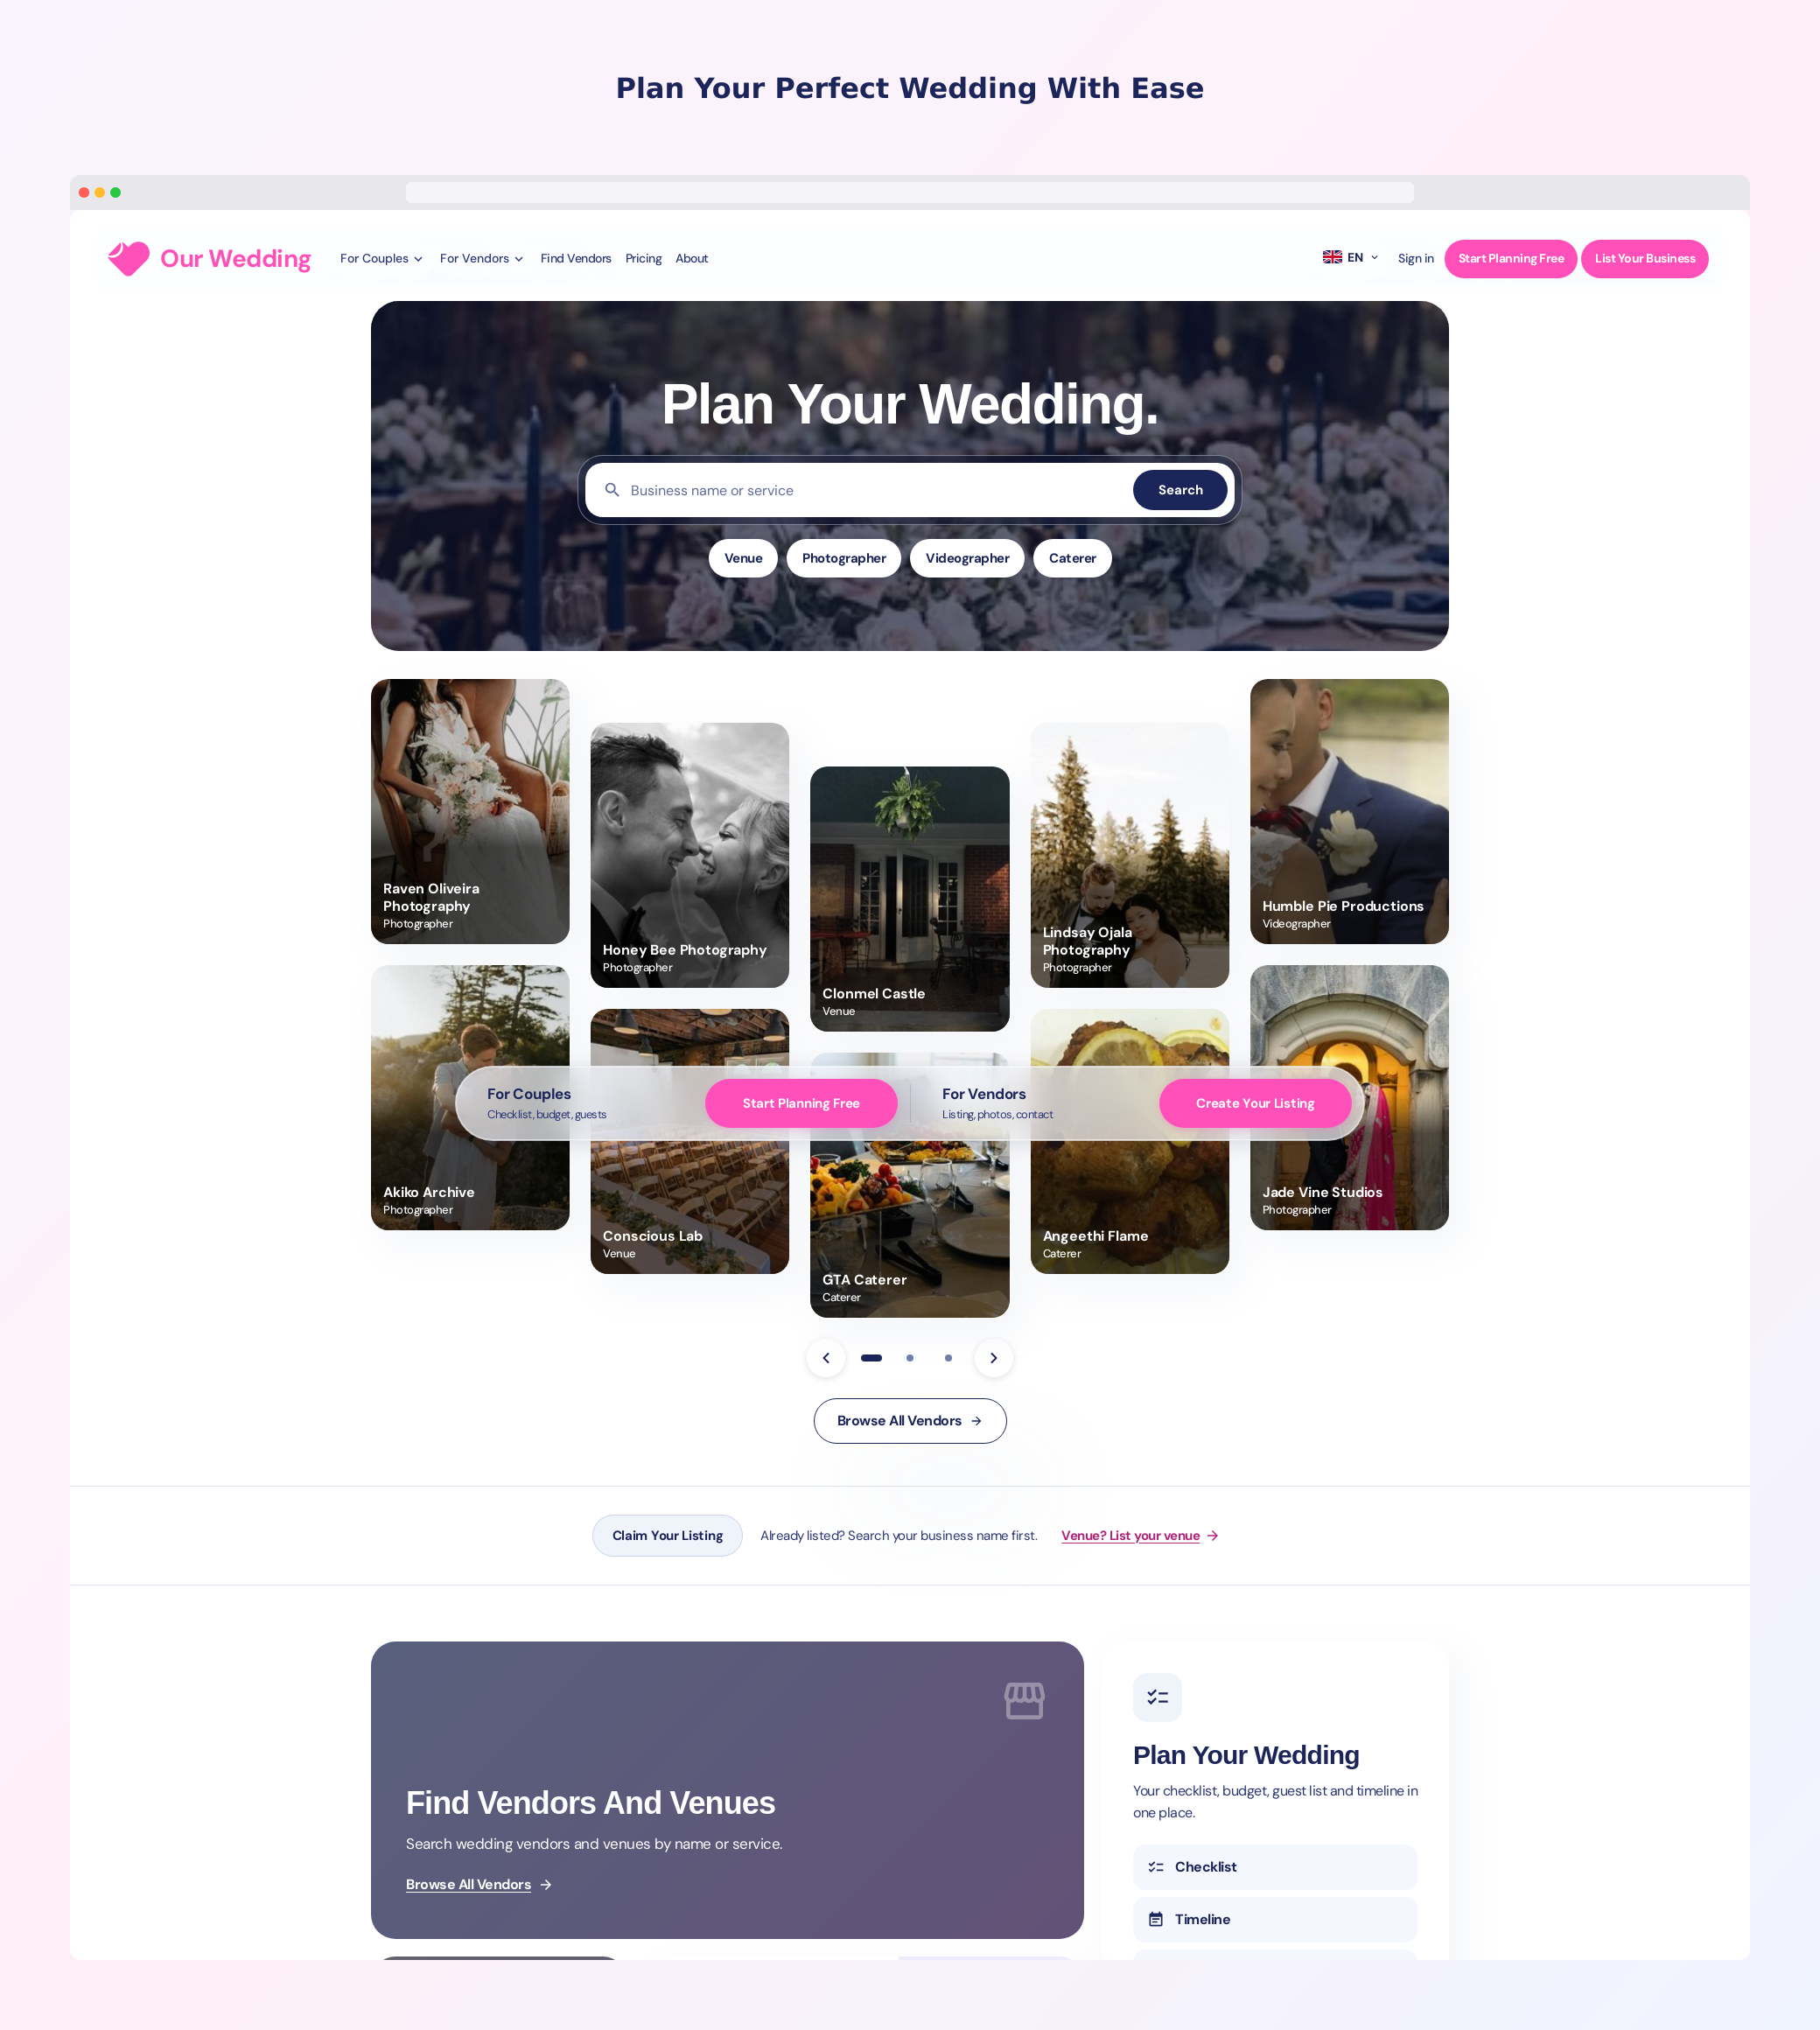 Plan Your Perfect Wedding With Ease
Our Wedding
For Couples
For Vendors
Find Vendors
Pricing
About
EN
Sign in
Start Planning Free
List Your Business
Plan Your Wedding.
Business name or service
Search
Venue
Photographer
Videographer
Caterer
Raven Oliveira
Photography
Photographer
Honey Bee Photography
Photographer
Clonmel Castle
Venue
Lindsay Ojala
Photography
Photographer
Humble Pie Productions
Videographer
For Couples
Checklist, budget, guests
Start Planning Free
For Vendors
Listing, photos, contact
Create Your Listing
Akiko Archive
Photographer
Conscious Lab
Venue
GTA Caterer
Caterer
Angeethi Flame
Caterer
Jade Vine Studios
Photographer
Browse All Vendors
Claim Your Listing
Already listed? Search your business name first.
Venue? List your venue
Find Vendors And Venues
Search wedding vendors and venues by name or service.
Browse All Vendors
Plan Your Wedding
Your checklist, budget, guest list and timeline in
one place.
Checklist
Timeline